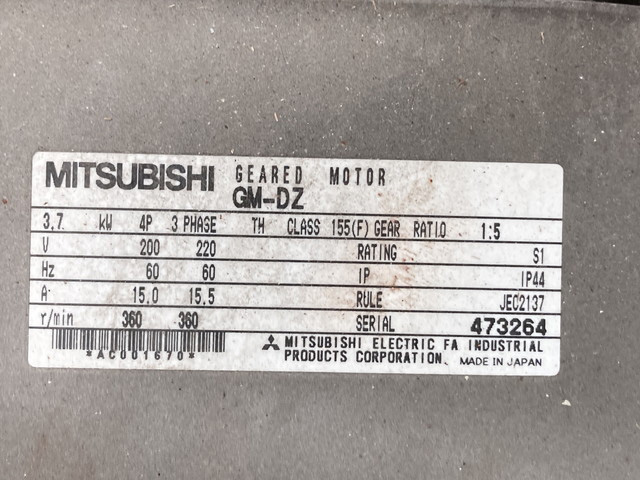 MITSUBISHI GEARED MOTOR
GM-DZ
3.7 kW 4P 3 PHASE TH CLASS 155(F) GEAR RATIO 1:5
V 200 220 RATING S1
Hz 60 60 IP IP44
A 15.0 15.5 RULE JEC2137
r/min 360 360 SERIAL 473264
*AC001670*
MITSUBISHI ELECTRIC FA INDUSTRIAL
PRODUCTS CORPORATION. MADE IN JAPAN